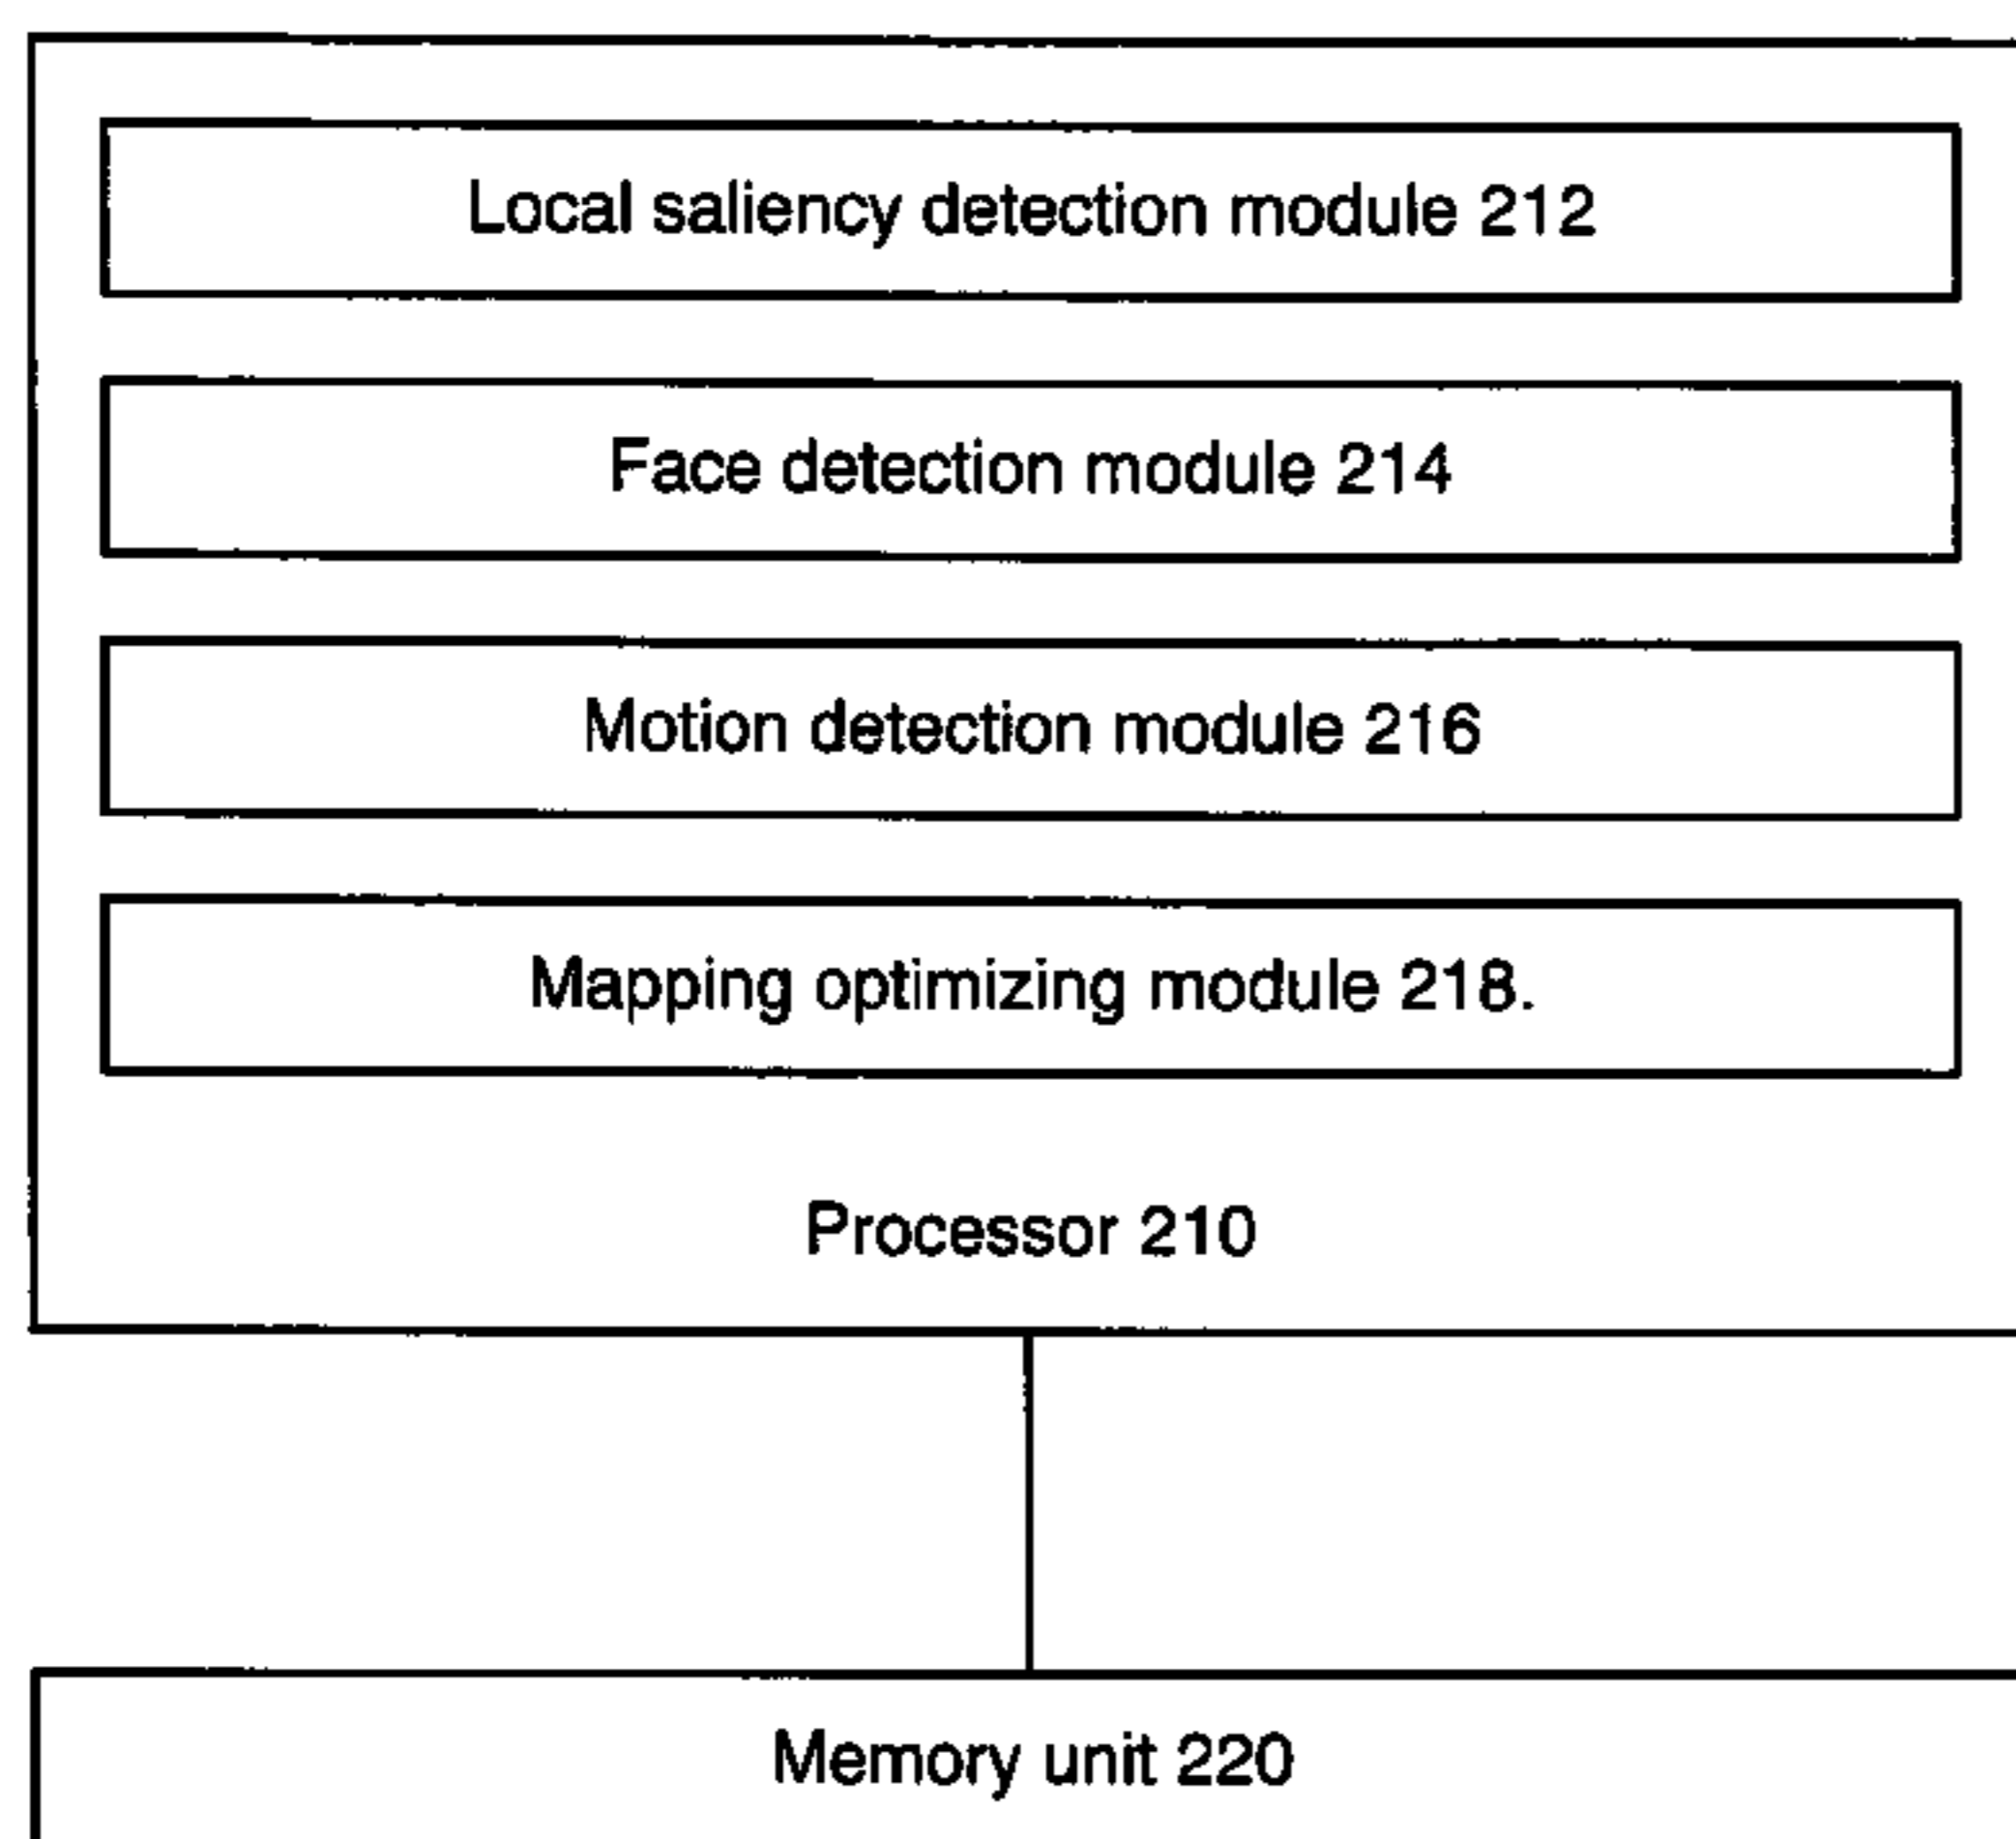 Local saliency detection module 212
Face detection module 214
Motion detection module 216
Mapping optimizing module 218.
Processor 210
Memory unit 220